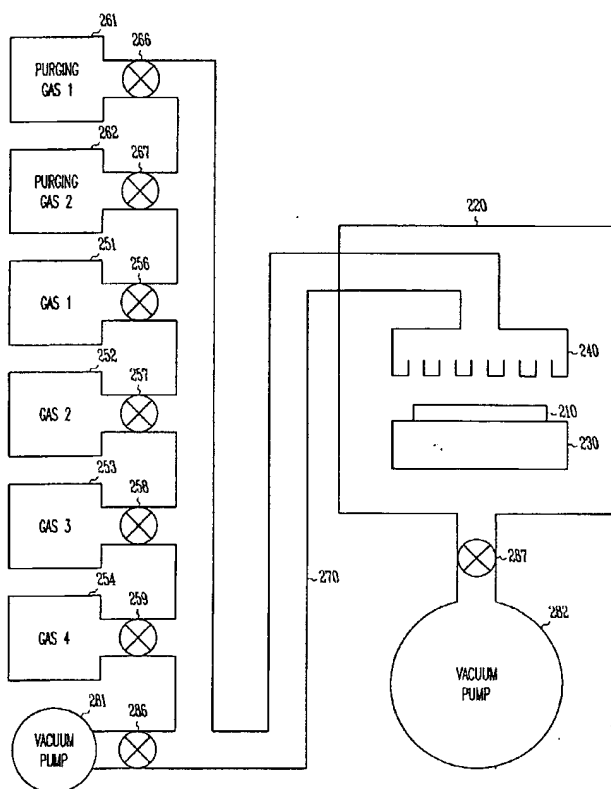 261
266
PURGING
GAS 1
262
267
PURGING
GAS 2
220
251
256
GAS 1
240
252
257
GAS 2
210
230
253
258
GAS 3
287
270
254
259
GAS 4
282
VACUUM
PUMP
281
286
VACUUM
PUMP